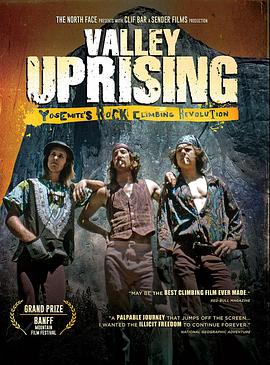 THE NORTH FACE PRESENTS WITH CLIF BAR & SENDER FILMS PRODUCTION
VALLEY
UPRISING
YOSEMITE'S ROCK CLIMBING REVOLUTION
"MAY BE THE BEST CLIMBING FILM EVER MADE."
RED BULL MAGAZINE
GRAND PRIZE
BANFF
MOUNTAIN
FILM FESTIVAL
"A PALPABLE JOURNEY THAT JUMPS OFF THE SCREEN...
I WANTED THE ILLICIT FREEDOM TO CONTINUE FOREVER."
NATIONAL GEOGRAPHIC ADVENTURE